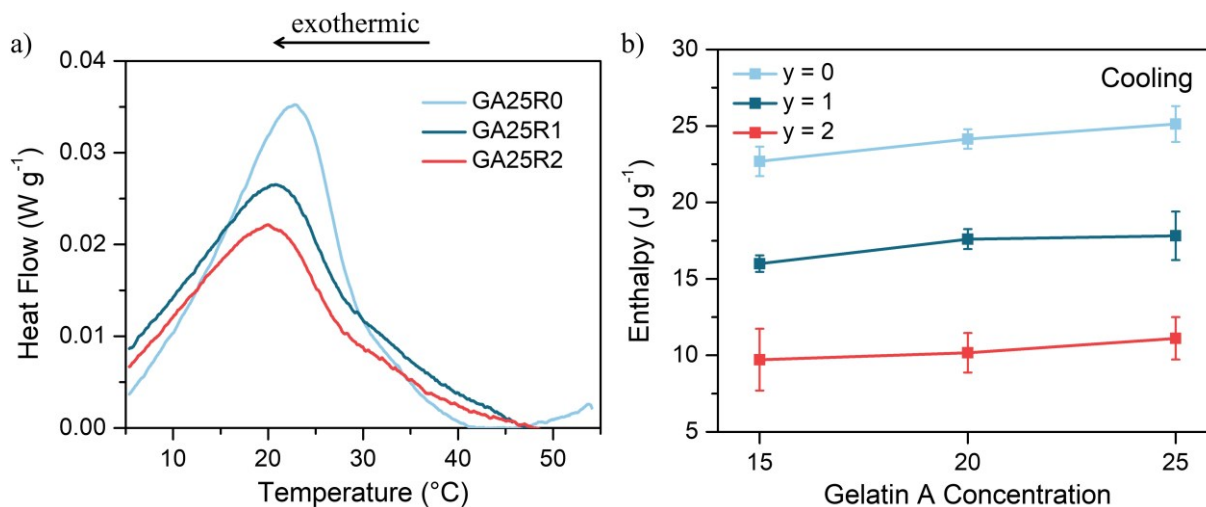 a)
exothermic
0.04
0.03
0.02
0.01
0.00
Heat Flow (W g⁻¹)
GA25R0
GA25R1
GA25R2
10 20 30 40 50
Temperature (°C)
b)
30
25
20
15
10
5
Enthalpy (J g⁻¹)
y = 0
y = 1
y = 2
Cooling
15 20 25
Gelatin A Concentration